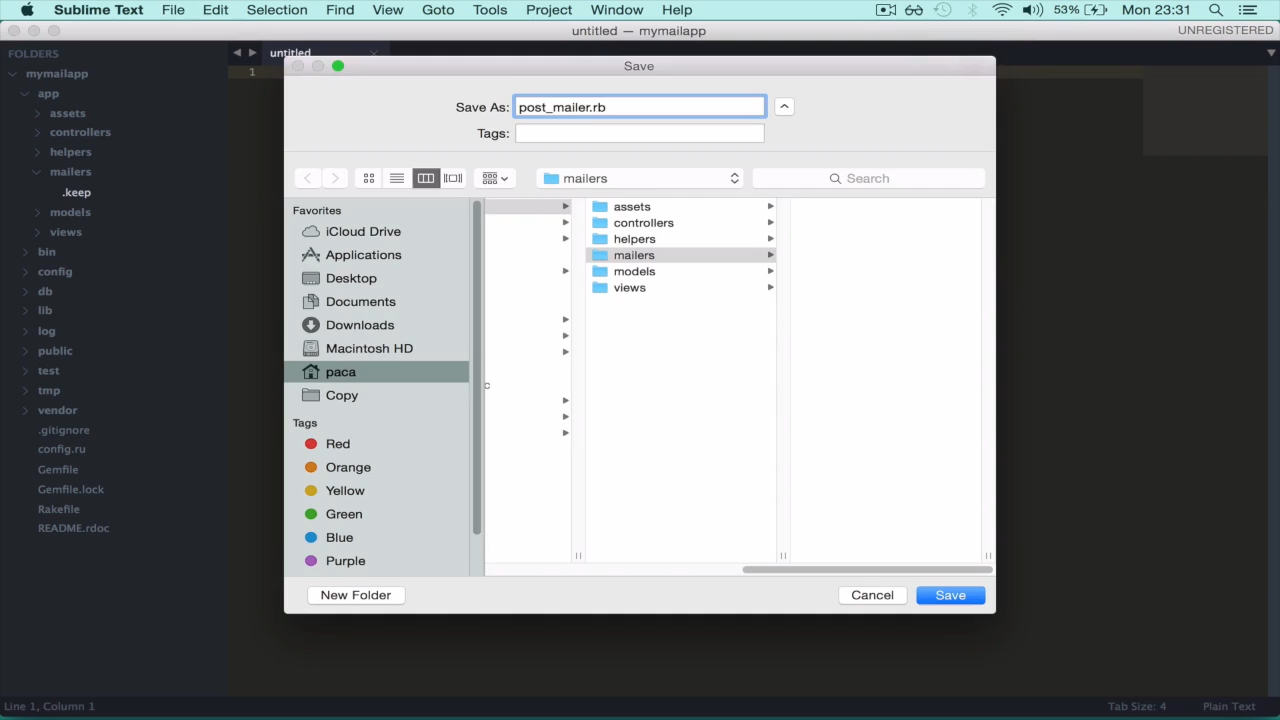 Sublime Text File Edit Selection Find View Goto Tools Project Window Help 53% Mon 23:31
untitled — mymailapp UNREGISTERED
FOLDERS
mymailapp
app
assets
controllers
helpers
mailers
.keep
models
views
bin
config
db
lib
log
public
test
tmp
vendor
.gitignore
config.ru
Gemfile
Gemfile.lock
Rakefile
README.rdoc
untitled
1
Save
Save As: post_mailer.rb
Tags:
mailers
Search
Favorites
iCloud Drive
Applications
Desktop
Documents
Downloads
Macintosh HD
paca
Copy
Tags
Red
Orange
Yellow
Green
Blue
Purple
c
assets
controllers
helpers
mailers
models
views
New Folder Cancel Save
Line 1, Column 1 Tab Size: 4 Plain Text